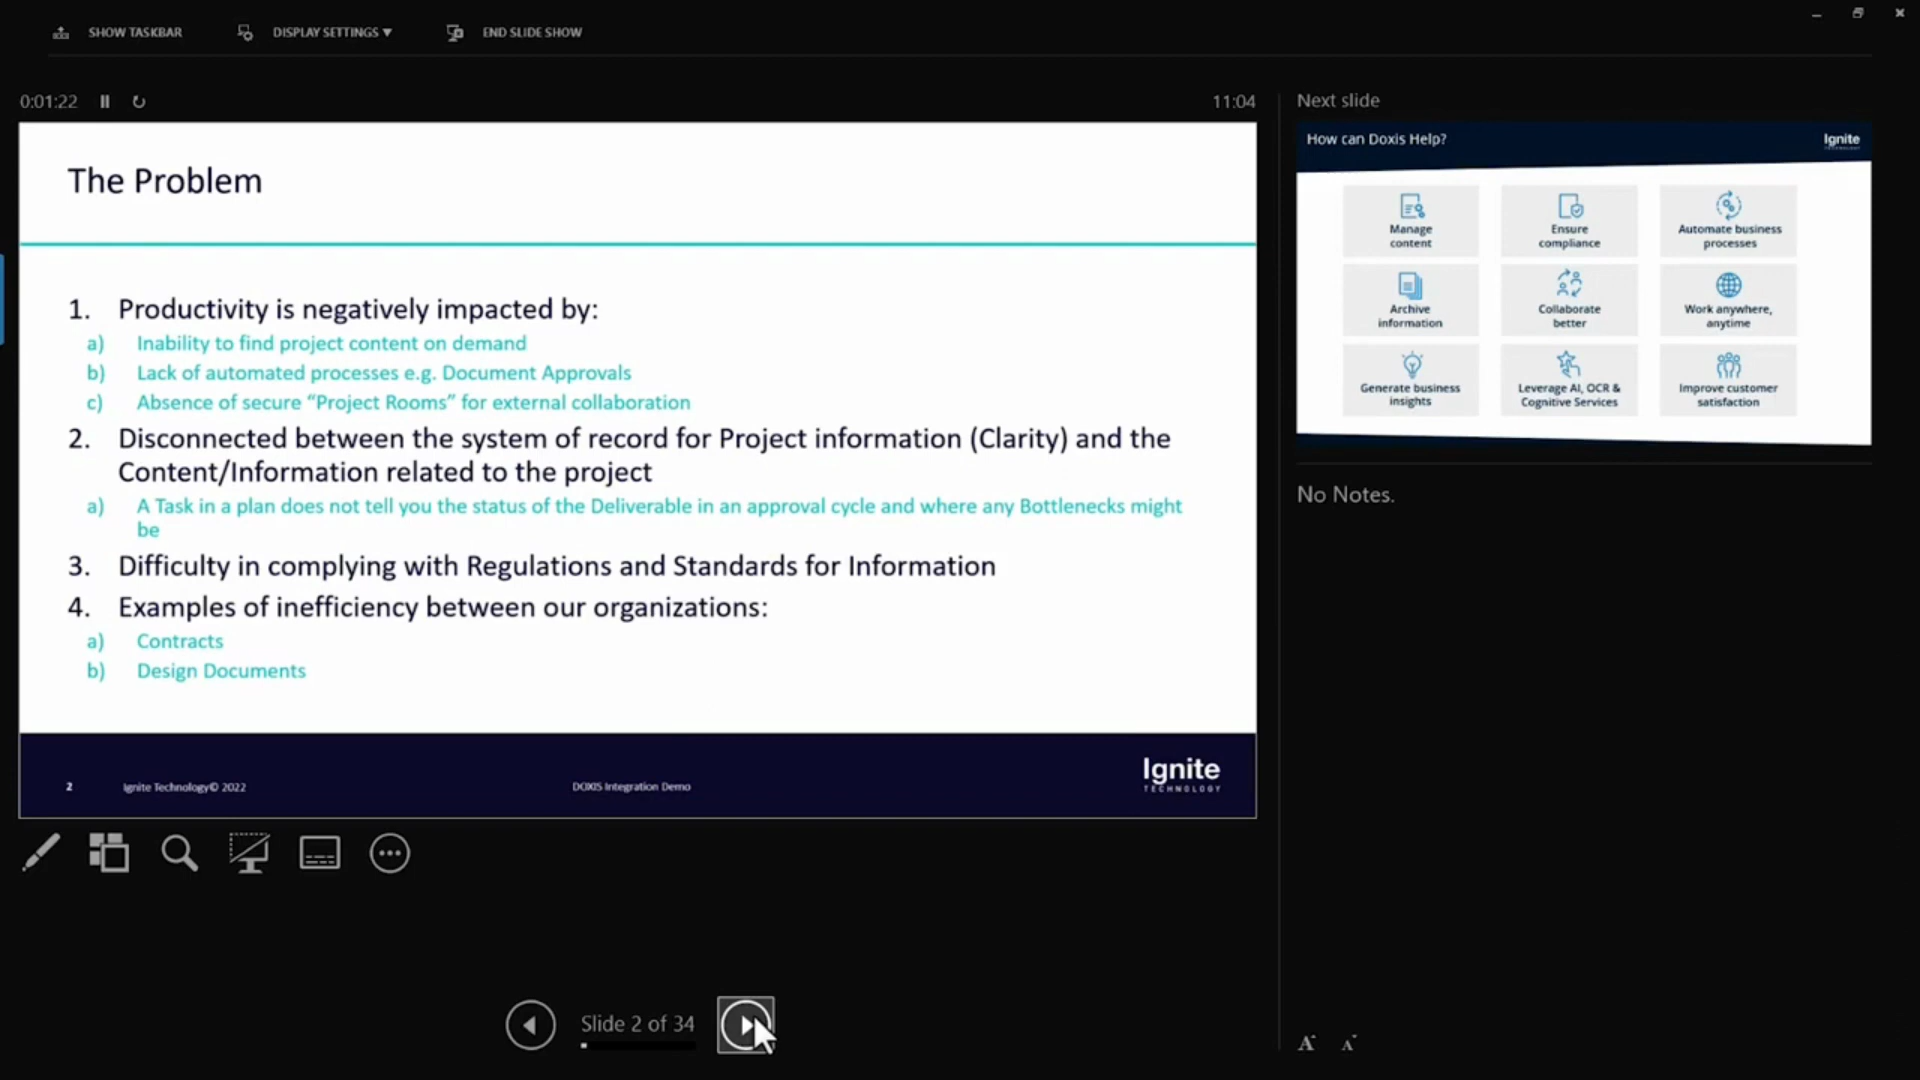 SHOW TASKBAR
DISPLAY SETTINGS ▼
END SLIDE SHOW
0:01:22
11:04
The Problem
1. Productivity is negatively impacted by:
a) Inability to find project content on demand
b) Lack of automated processes e.g. Document Approvals
c) Absence of secure “Project Rooms” for external collaboration
2. Disconnected between the system of record for Project information (Clarity) and the
Content/Information related to the project
a) A Task in a plan does not tell you the status of the Deliverable in an approval cycle and where any Bottlenecks might
be
3. Difficulty in complying with Regulations and Standards for Information
4. Examples of inefficiency between our organizations:
a) Contracts
b) Design Documents
2
Ignite Technology© 2022
DOXIS Integration Demo
Ignite
TECHNOLOGY
Slide 2 of 34
Next slide
How can Doxis Help?
Ignite
TECHNOLOGY
Manage
content
Ensure
compliance
Automate business
processes
Archive
information
Collaborate
better
Work anywhere,
anytime
Generate business
insights
Leverage AI, OCR &
Cognitive Services
Improve customer
satisfaction
No Notes.
A A